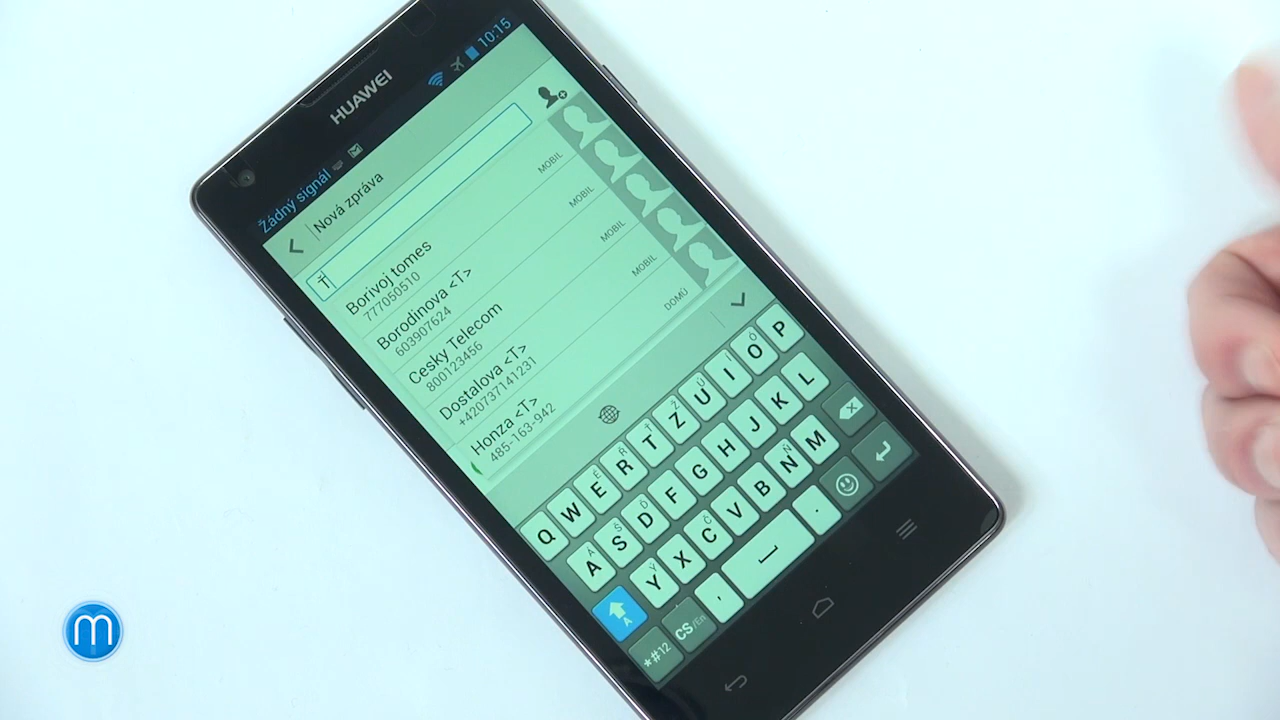 HUAWEI
Žádný signál
10:15
Nová zpráva
Ť
Borivoj tomes
777050510
MOBIL
Borodinova <T>
603907624
MOBIL
Cesky Telecom
800123456
MOBIL
Dostalova <T>
+420737141231
MOBIL
Honza <T>
485-163-942
DOMŮ
Q W E R T Z U I O P
A S D F G H J K L
A Y X C V B N M
*#12 CS/En , .
m